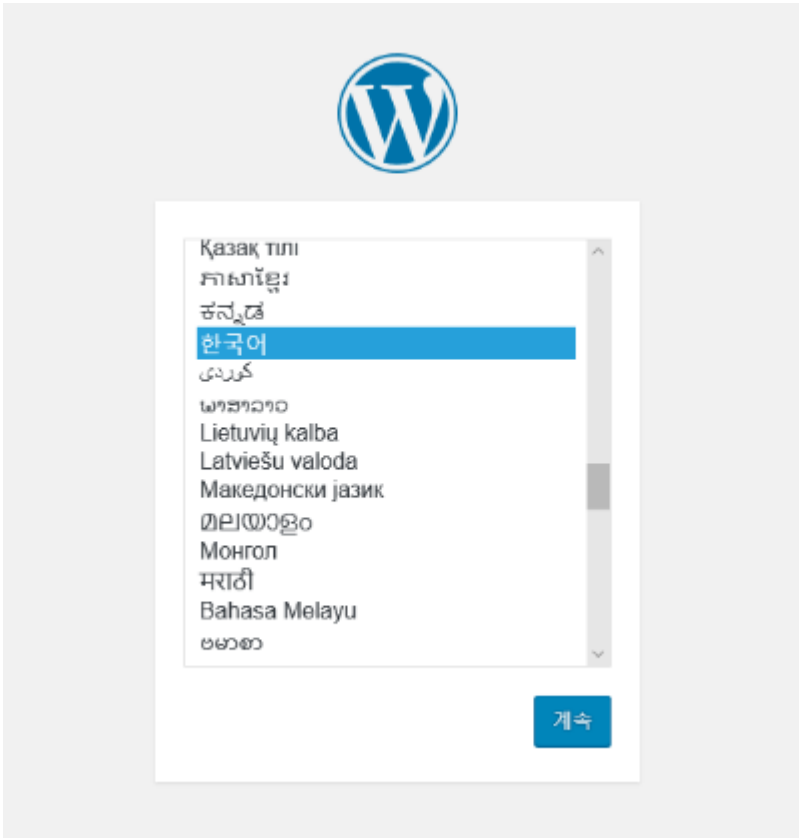 Қазақ тілі
ភាសាខ្មែរ
ಕನ್ನಡ
한국어
كوردی
ພາສາລາວ
Lietuvių kalba
Latviešu valoda
Македонски јазик
മലയാളം
Монгол
मराठी
Bahasa Melayu
ဗမာစာ
계속